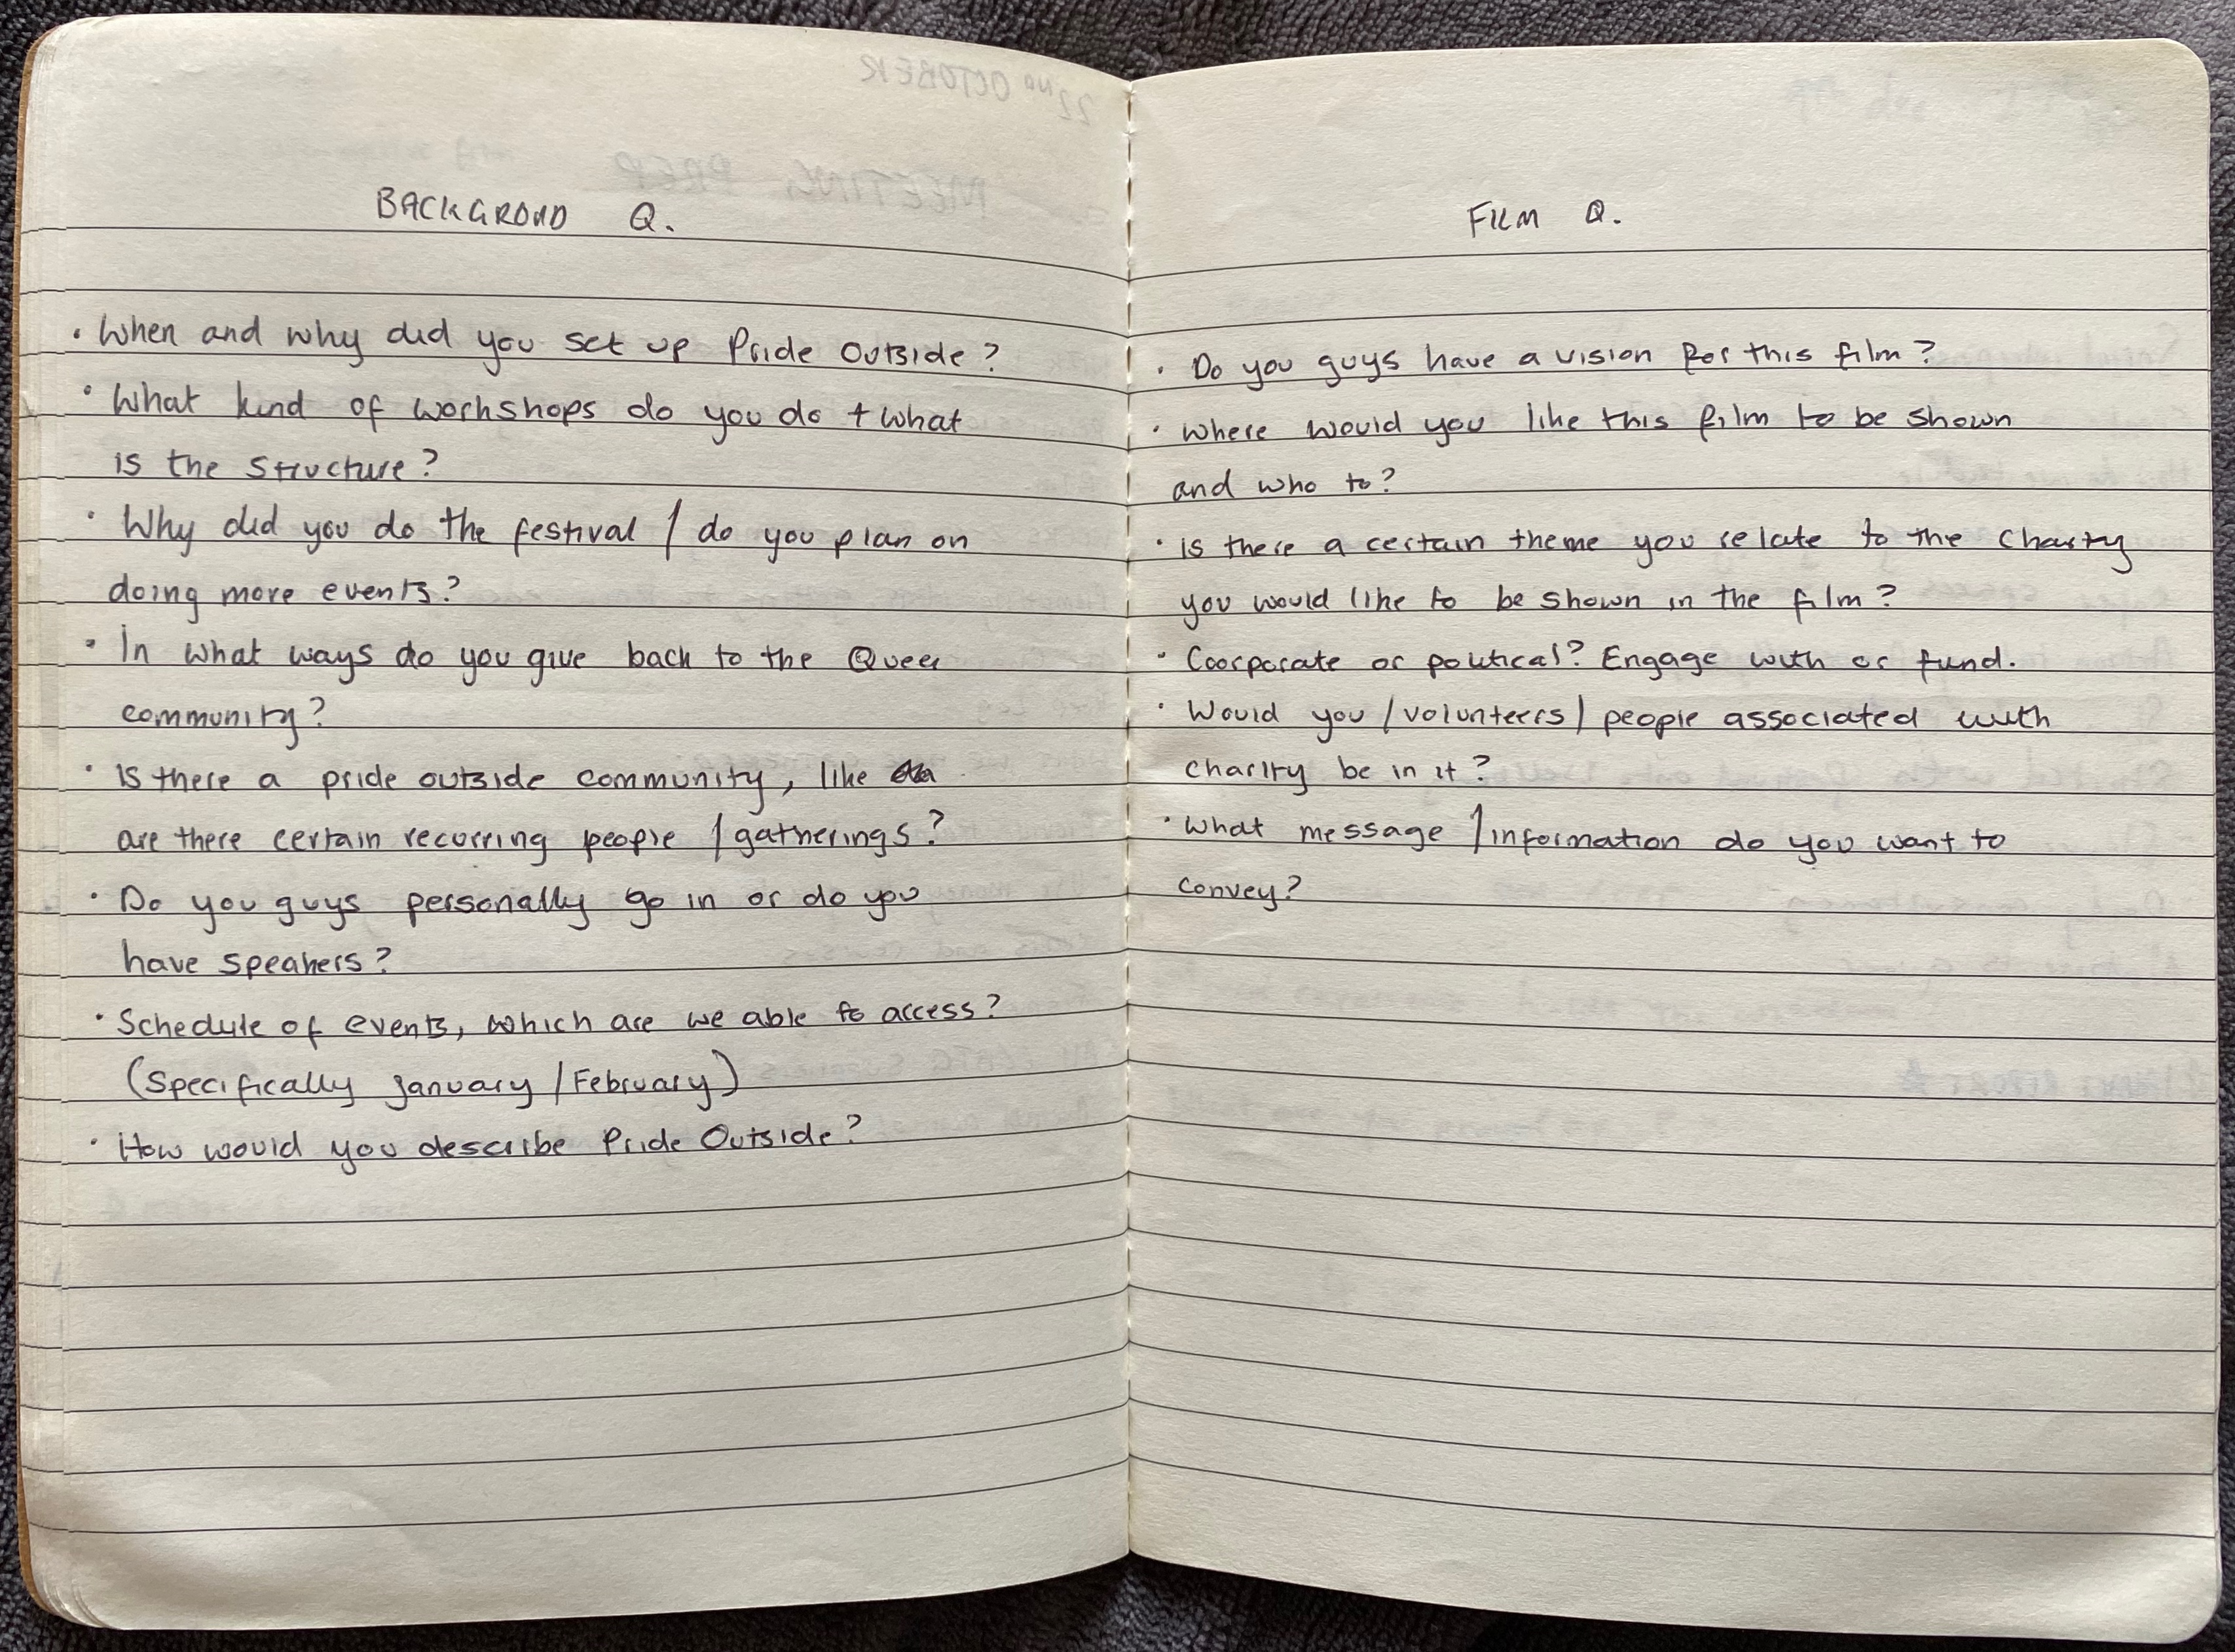 22ND OCTOBER
MEETING PREP
BACKGROUND Q.
· When and why did you set up Pride Outside?
· What kind of workshops do you do + what
is the structure?
· Why did you do the festival / do you plan on
doing more events?
· In what ways do you give back to the Queer
community?
· Is there a pride outside community, like
are there certain recurring people / gatherings?
· Do you guys personally go in or do you
have speakers?
· Schedule of events, which are we able to access?
(Specifically January / February)
· How would you describe Pride Outside?
FILM Q.
· Do you guys have a vision for this film?
· Where would you like this film to be shown
and who to?
· is there a certain theme you relate to the charity
you would like to be shown in the film?
· Coorporate or political? Engage with or fund.
· Would you / volunteers / people associated with
charity be in it?
· What message / information do you want to
convey?